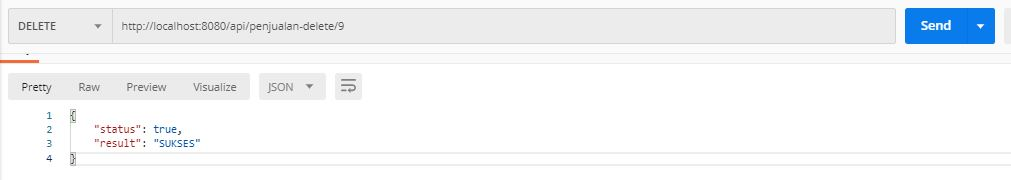 DELETE http://localhost:8080/api/penjualan-delete/9 Send
Pretty Raw Preview Visualize JSON
1 {
2 "status": true,
3 "result": "SUKSES"
4 }